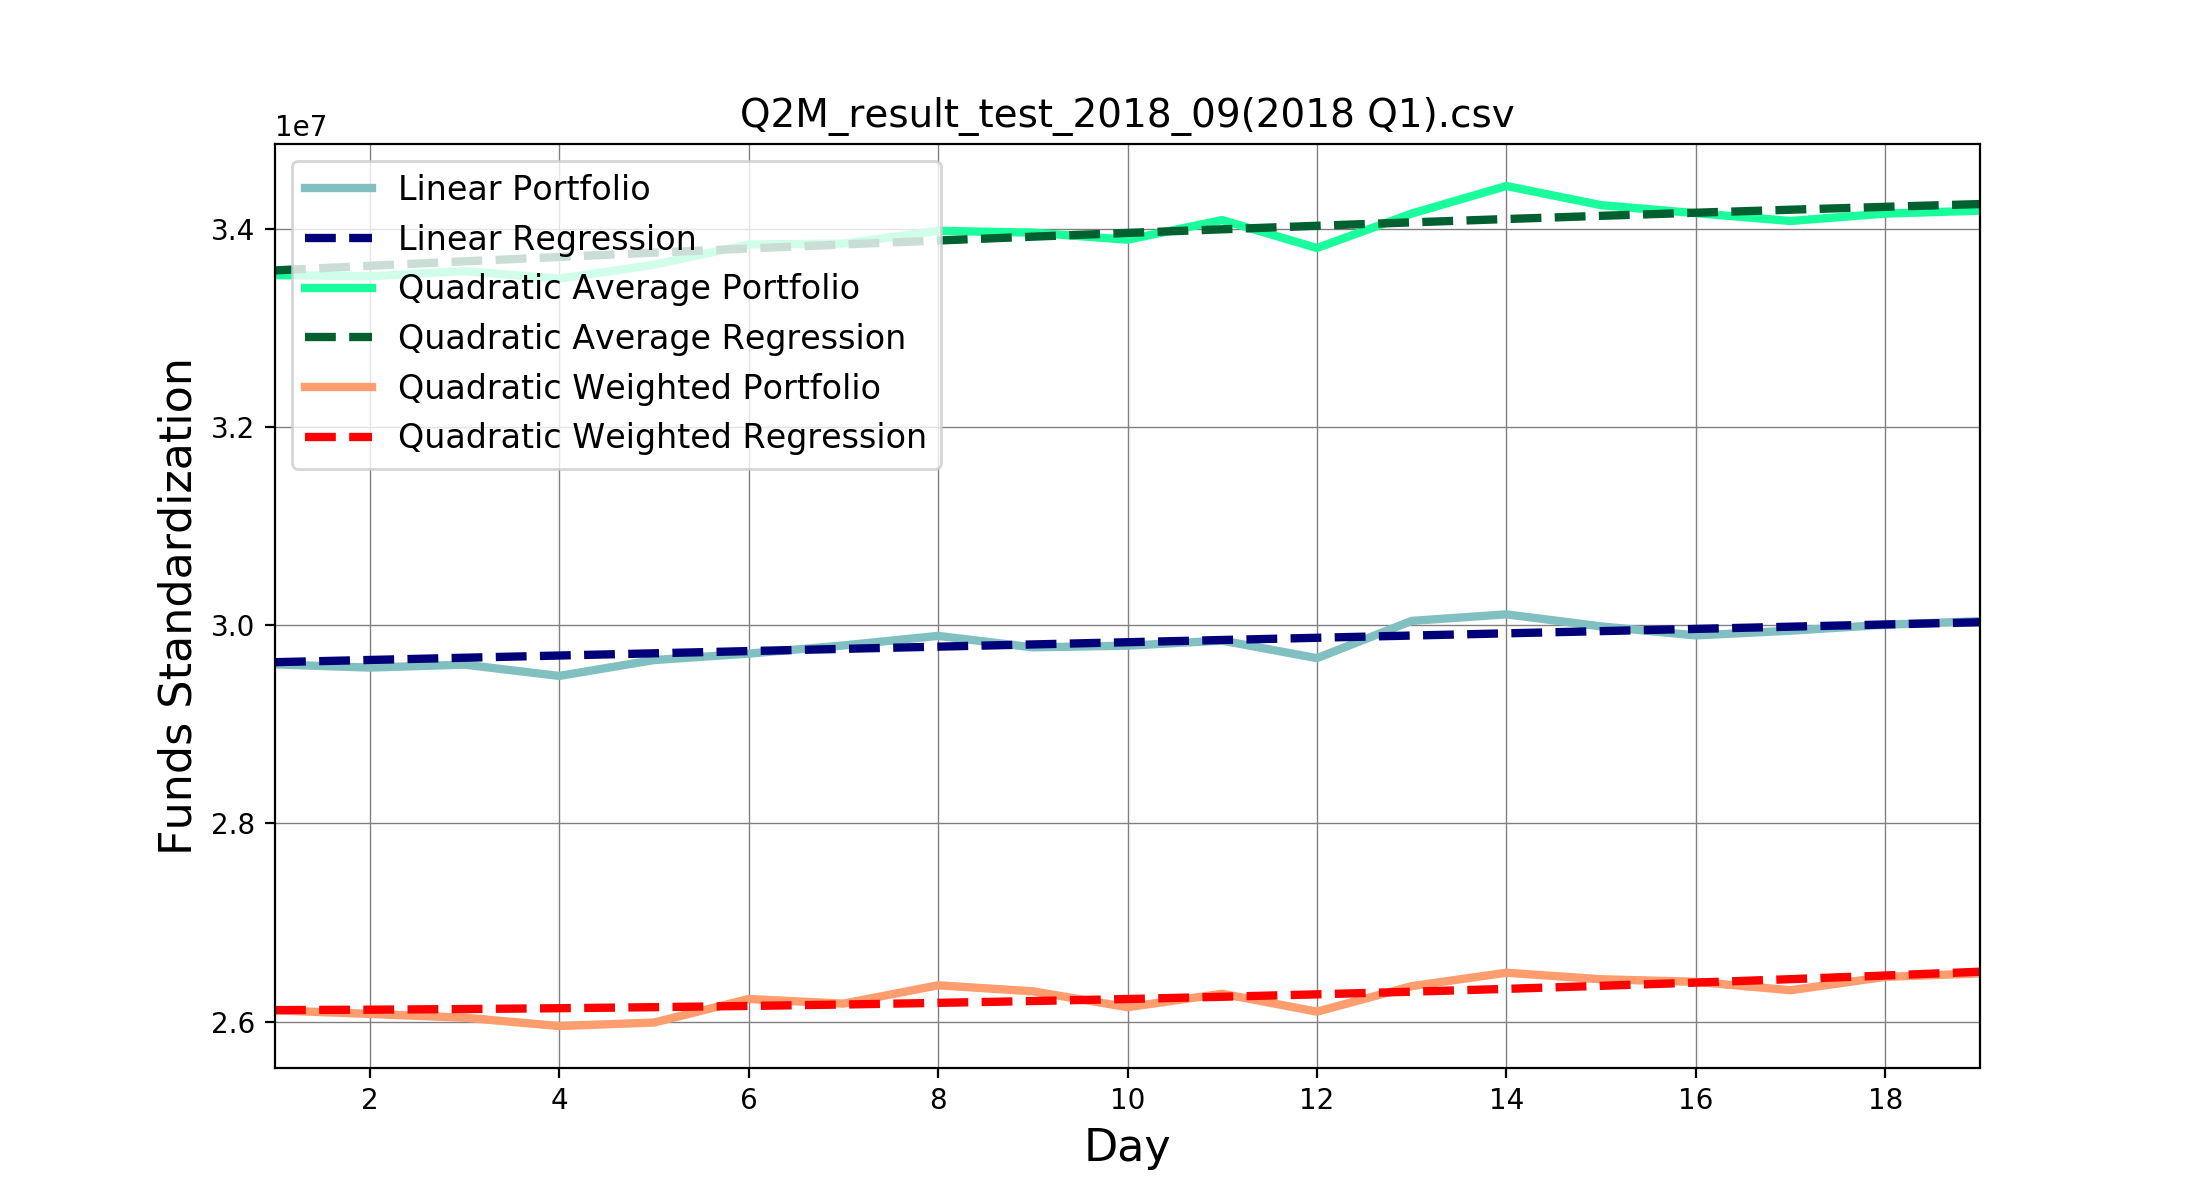 Q2M_result_test_2018_09(2018 Q1).csv
1e7
Linear Portfolio
Linear Regression
Quadratic Average Portfolio
Quadratic Average Regression
Quadratic Weighted Portfolio
Quadratic Weighted Regression
3.4
3.2
3.0
2.8
2.6
Funds Standardization
2 4 6 8 10 12 14 16 18
Day